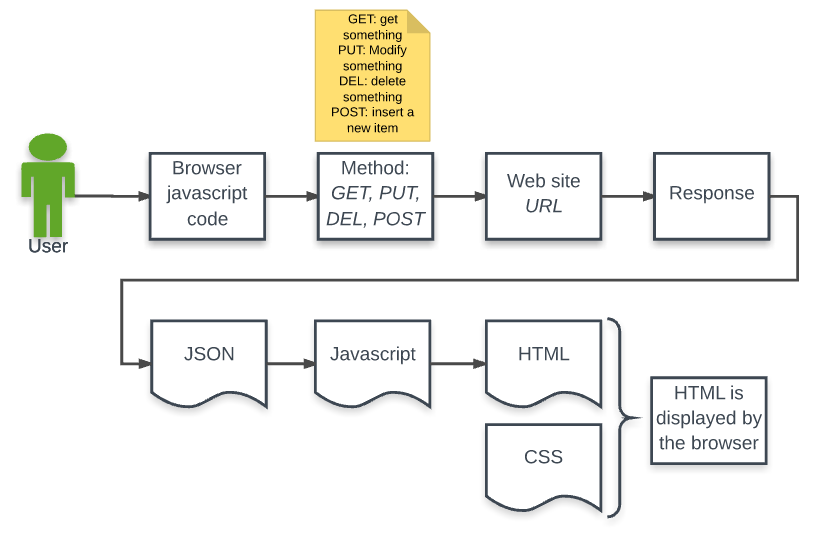 GET: get
something
PUT: Modify
something
DEL: delete
something
POST: insert a
new item
User
Browser
javascript
code
Method:
GET, PUT,
DEL, POST
Web site
URL
Response
JSON
Javascript
HTML
CSS
HTML is
displayed by
the browser